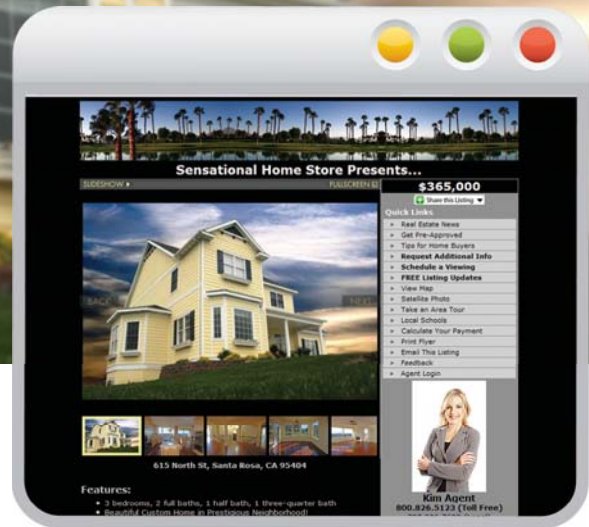 Sensational Home Store Presents...
SLIDESHOW
FULLSCREEN
$365,000
Share this Listing
Quick Links
Real Estate News
Get Pre-Approved
Tips for Home Buyers
Request Additional Info
Schedule a Viewing
FREE Listing Updates
View Map
Satellite Photo
Take an Area Tour
Local Schools
Calculate Your Payment
Print Flyer
Email This Listing
Feedback
Agent Login
BACK
NEXT
615 North St, Santa Rosa, CA 95404
Kim Agent
800.826.5123 (Toll Free)
Features:
• 3 bedrooms, 2 full baths, 1 half bath, 1 three-quarter bath
• Beautiful Custom Home in Prestigious Neighborhood!